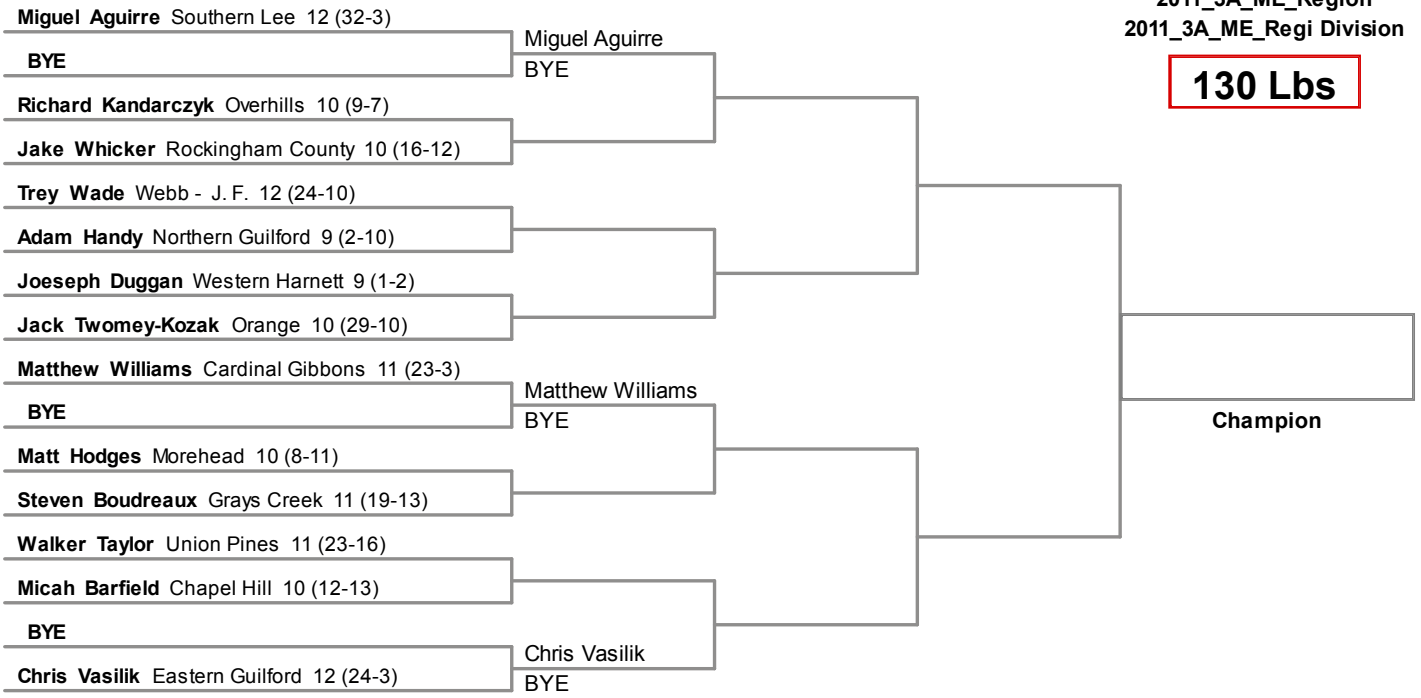 2011_3A_ME_Region
2011_3A_ME_Regi Division
130 Lbs
Miguel Aguirre Southern Lee 12 (32-3)
Miguel Aguirre
BYE
BYE
Richard Kandarczyk Overhills 10 (9-7)
Jake Whicker Rockingham County 10 (16-12)
Trey Wade Webb - J. F. 12 (24-10)
Adam Handy Northern Guilford 9 (2-10)
Joeseph Duggan Western Harnett 9 (1-2)
Jack Twomey-Kozak Orange 10 (29-10)
Matthew Williams Cardinal Gibbons 11 (23-3)
Matthew Williams
BYE
BYE
Champion
Matt Hodges Morehead 10 (8-11)
Steven Boudreaux Grays Creek 11 (19-13)
Walker Taylor Union Pines 11 (23-16)
Micah Barfield Chapel Hill 10 (12-13)
BYE
Chris Vasilik
Chris Vasilik Eastern Guilford 12 (24-3)
BYE